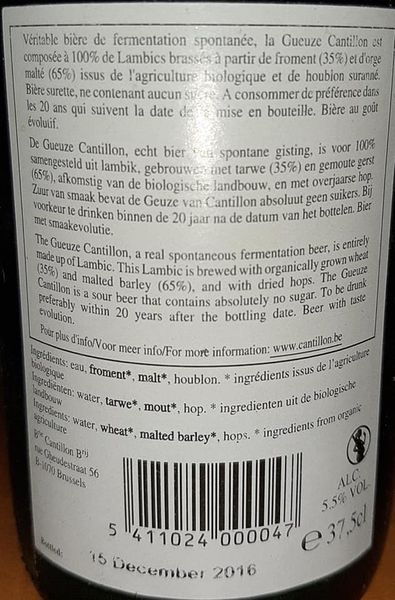 Véritable bière de fermentation spontanée, la Gueuze Cantillon est
composée à 100% de Lambics brassés à partir de froment (35%) et d'orge
malté (65%) issus de l'agriculture biologique et de houblon suranné.
Bière surette, ne contenant aucun sucre. A consommer de préférence dans
les 20 ans qui suivent la date de la mise en bouteille. Bière au goût
évolutif.
De Gueuze Cantillon, echt bier van spontane gisting, is voor 100%
samengesteld uit lambik, gebrouwen met tarwe (35%) en gemoute gerst
(65%), afkomstig van de biologische landbouw, en met overjaarse hop.
Zuur van smaak bevat de Geuze van Cantillon absoluut geen suikers. Bij
voorkeur te drinken binnen de 20 jaar na de datum van het bottelen. Bier
met smaakevolutie.
The Gueuze Cantillon, a real spontaneous fermentation beer, is entirely
made up of Lambic. This Lambic is brewed with organically grown wheat
(35%) and malted barley (65%), and with dried hops. The Gueuze
Cantillon is a sour beer that contains absolutely no sugar. To be drunk
preferably within 20 years after the bottling date. Beer with taste
evolution.
Pour plus d'info/Voor meer info/For more information: www.cantillon.be
Ingrédients: eau, froment*, malt*, houblon. * ingrédients issus de l'agriculture
biologique
Ingrediënten: water, tarwe*, mout*, hop. * ingredienten uit de biologische
landbouw
Ingredients: water, wheat*, malted barley*, hops. * ingredients from organic
agriculture
Bie Cantillon Bij
rue Gheudestraat 56
B-1070 Brussels
ALC.
5.5% VOL.
5 411024 000047
e 37,5cl
Bottled: 15 December 2016